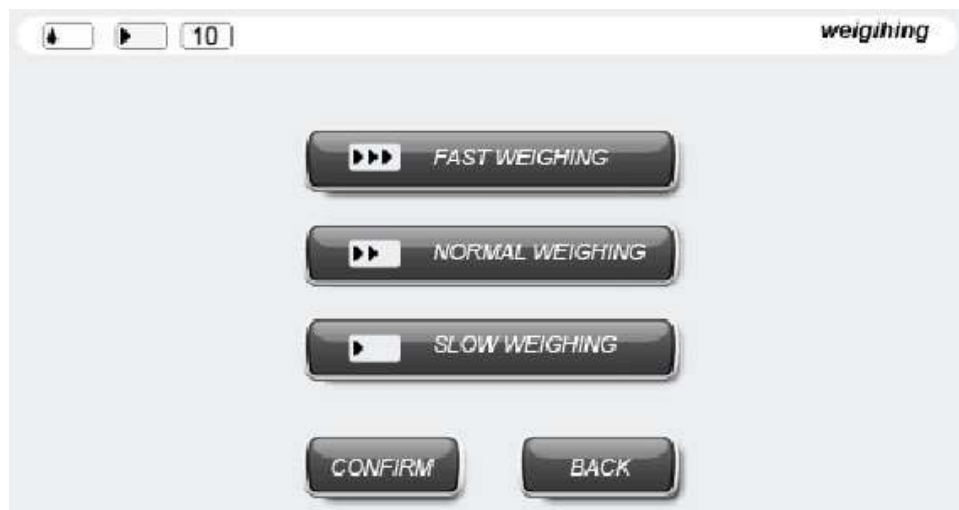 10
weigihing
FAST WEIGHING
NORMAL WEIGHING
SLOW WEIGHING
CONFIRM
BACK